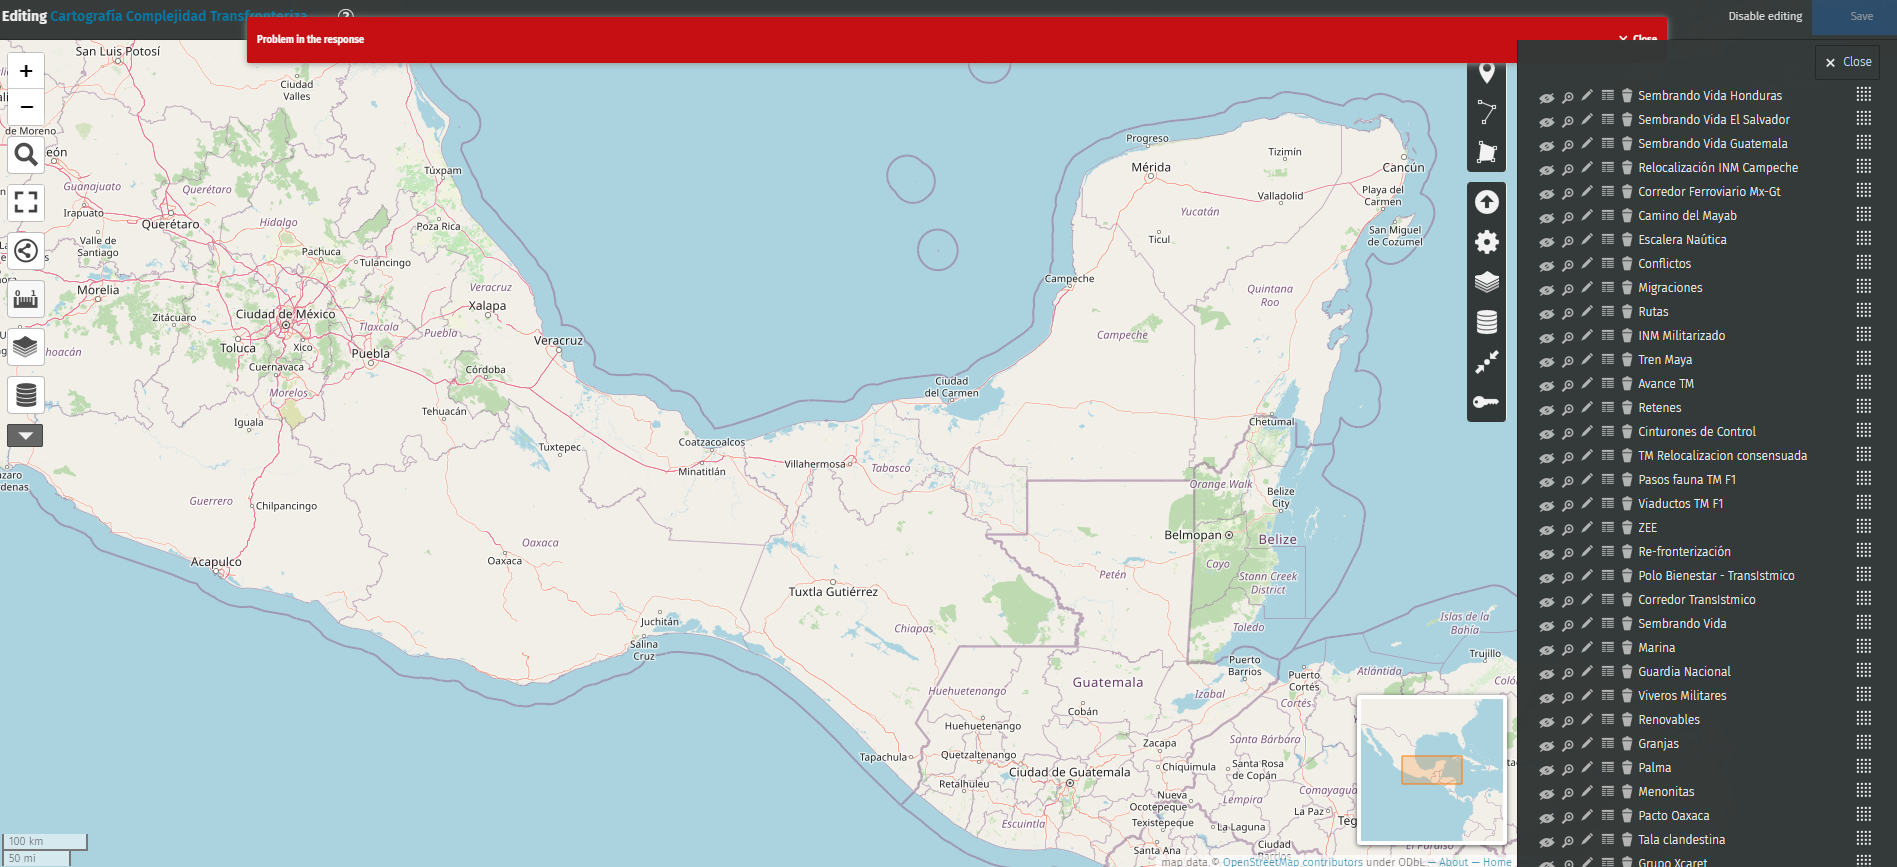 Editing Cartografía Complejidad Transfronteriza
Disable editing
Save
Problem in the response
Close
Close
Sembrando Vida Honduras
Sembrando Vida El Salvador
Sembrando Vida Guatemala
Relocalización INM Campeche
Corredor Ferroviario Mx-Gt
Camino del Mayab
Escalera Naútica
Conflictos
Migraciones
Rutas
INM Militarizado
Tren Maya
Avance TM
Retenes
Cinturones de Control
TM Relocalizacion consensuada
Pasos fauna TM F1
Viaductos TM F1
ZEE
Re-fronterización
Polo Bienestar - TransIstmico
Corredor TransIstmico
Sembrando Vida
Marina
Guardia Nacional
Viveros Militares
Renovables
Granjas
Palma
Menonitas
Pacto Oaxaca
Tala clandestina
Grupo Xcaret
San Luis Potosí
Ciudad
Valles
de Moreno
Guanajuato
Irapuato
Querétaro
Querétaro
Hidalgo
Valle de
Santiago
Pachuca
Tulancingo
Tuxpam
Poza Rica
Morelia
Zitácuaro
Ciudad de México
Toluca
Xico
Cuernavaca
Morelos
Tlaxcala
Puebla
Puebla
Veracruz
Xalapa
Veracruz
Córdoba
Tehuacán
Iguala
Tuxtepec
Guerrero
Chilpancingo
Acapulco
Oaxaca
Oaxaca
Coatzacoalcos
Minatitlán
Villahermosa
Tabasco
Ciudad
del Carmen
Tuxtla Gutiérrez
Chiapas
Juchitán
Salina
Cruz
Tapachula
Progreso
Mérida
Tizimín
Cancún
Valladolid
Playa del
Carmen
Yucatán
Ticul
San Miguel
de Cozumel
Campeche
Quintana
Roo
Campeche
Chetumal
Orange Walk
Belize
City
Belmopan
Belize
Cayo
Stann Creek
District
Petén
Toledo
Islas de la
Bahía
Trujillo
Puerto
Barrios
Puerto
Cortés
Atlántida
Izabal
Cortés
Guatemala
Huehuetenango
Huehuetenango
Cobán
Quetzaltenango
Zacapa
Santa Bárbara
Ciudad de Guatemala
Chiquimula
Santa Rosa
de Copán
Retalhuleu
Nueva
Ocotepeque
Lempira
Comayagua
La Paz
Escuintla
Texistepeque
La Laguna
Santa Ana
Ciudad
100 km
50 mi
map data © OpenStreetMap contributors under ODbL — About — Home